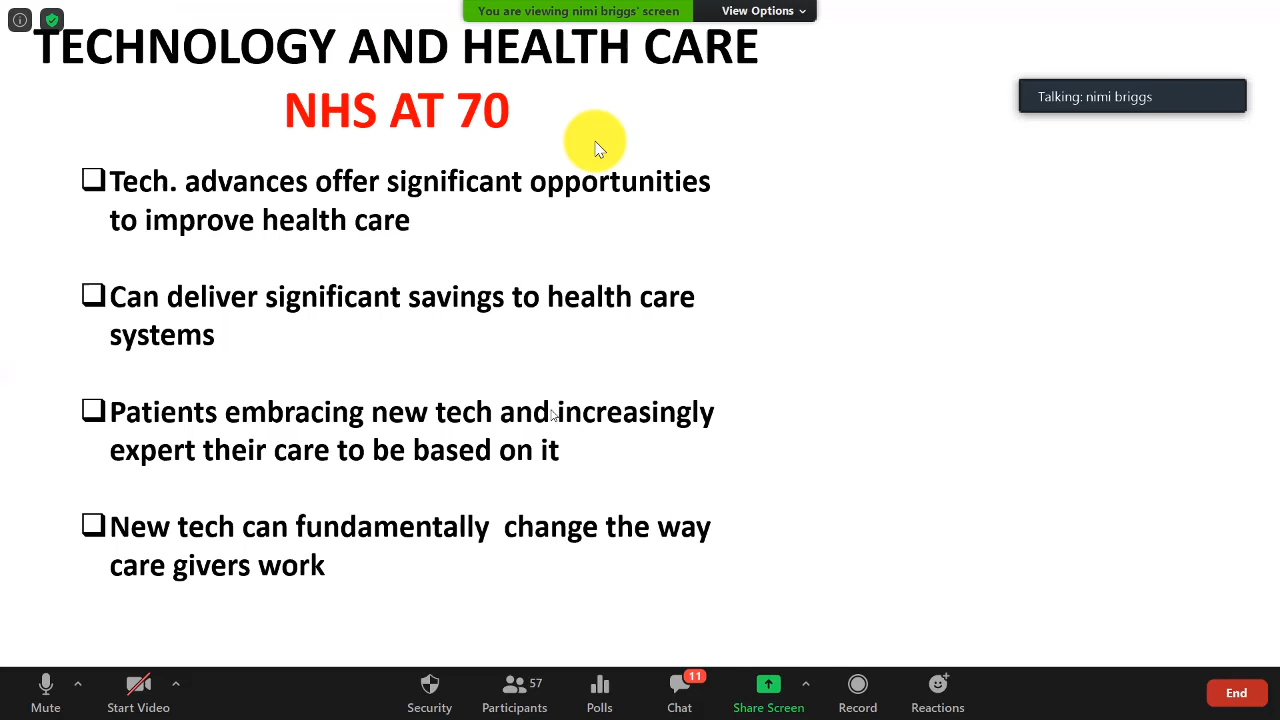 You are viewing nimi briggs' screen
View Options
TECHNOLOGY AND HEALTH CARE
NHS AT 70
Talking: nimi briggs
Tech. advances offer significant opportunities
to improve health care
Can deliver significant savings to health care
systems
Patients embracing new tech and increasingly
expert their care to be based on it
New tech can fundamentally change the way
care givers work
Mute
Start Video
Security
57
Participants
Polls
11
Chat
Share Screen
Record
Reactions
End